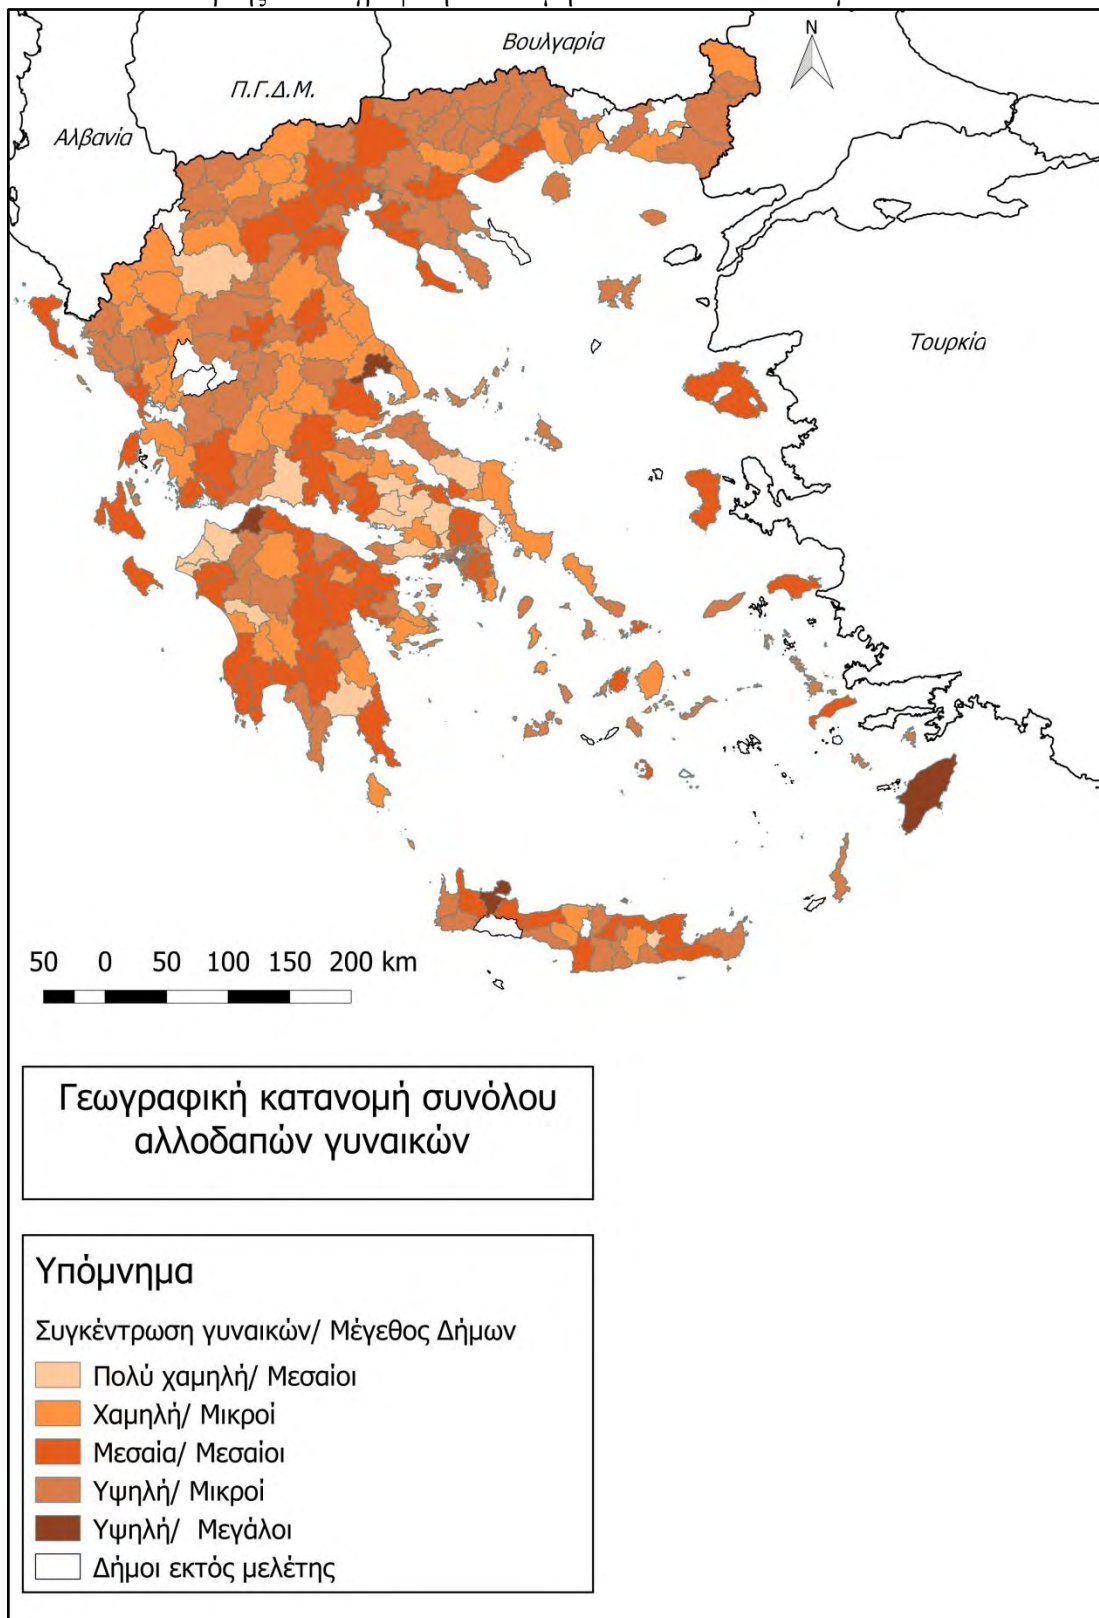 Βουλγαρία
N
Π.Γ.Δ.Μ.
Αλβανία
Τουρκία
50 0 50 100 150 200 km
Γεωγραφική κατανομή συνόλου
αλλοδαπών γυναικών
Υπόμνημα
Συγκέντρωση γυναικών/ Μέγεθος Δήμων
Πολύ χαμηλή/ Μεσαίοι
Χαμηλή/ Μικροί
Μεσαία/ Μεσαίοι
Υψηλή/ Μικροί
Υψηλή/ Μεγάλοι
Δήμοι εκτός μελέτης